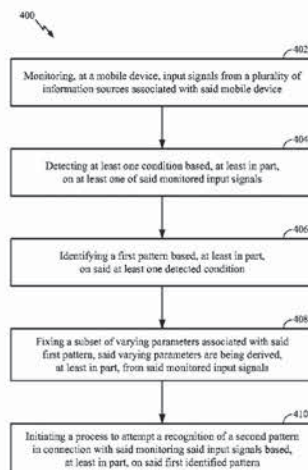 400
402
Monitoring, at a mobile device, input signals from a plurality of
information sources associated with said mobile device
404
Detecting at least one condition based, at least in part,
on at least one of said monitored input signals
406
Identifying a first pattern based, at least in part,
on said at least one detected condition
408
Fixing a subset of varying parameters associated with said
first pattern, said varying parameters are being derived,
at least in part, from said monitored input signals
410
Initiating a process to attempt a recognition of a second pattern
in connection with said monitoring said input signals based,
at least in part, on said first identified pattern